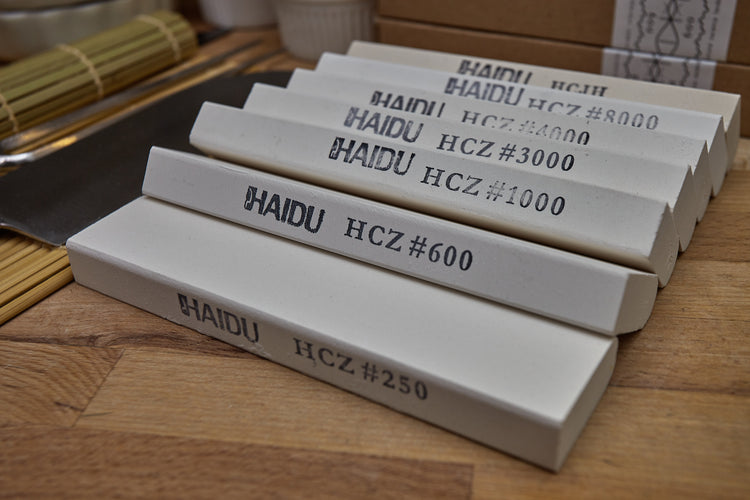 HAIDU HCJH
HAIDU HCZ #8000
HAIDU HCZ #4000
HAIDU HCZ #3000
HAIDU HCZ #1000
HAIDU HCZ #600
HAIDU HCZ #250